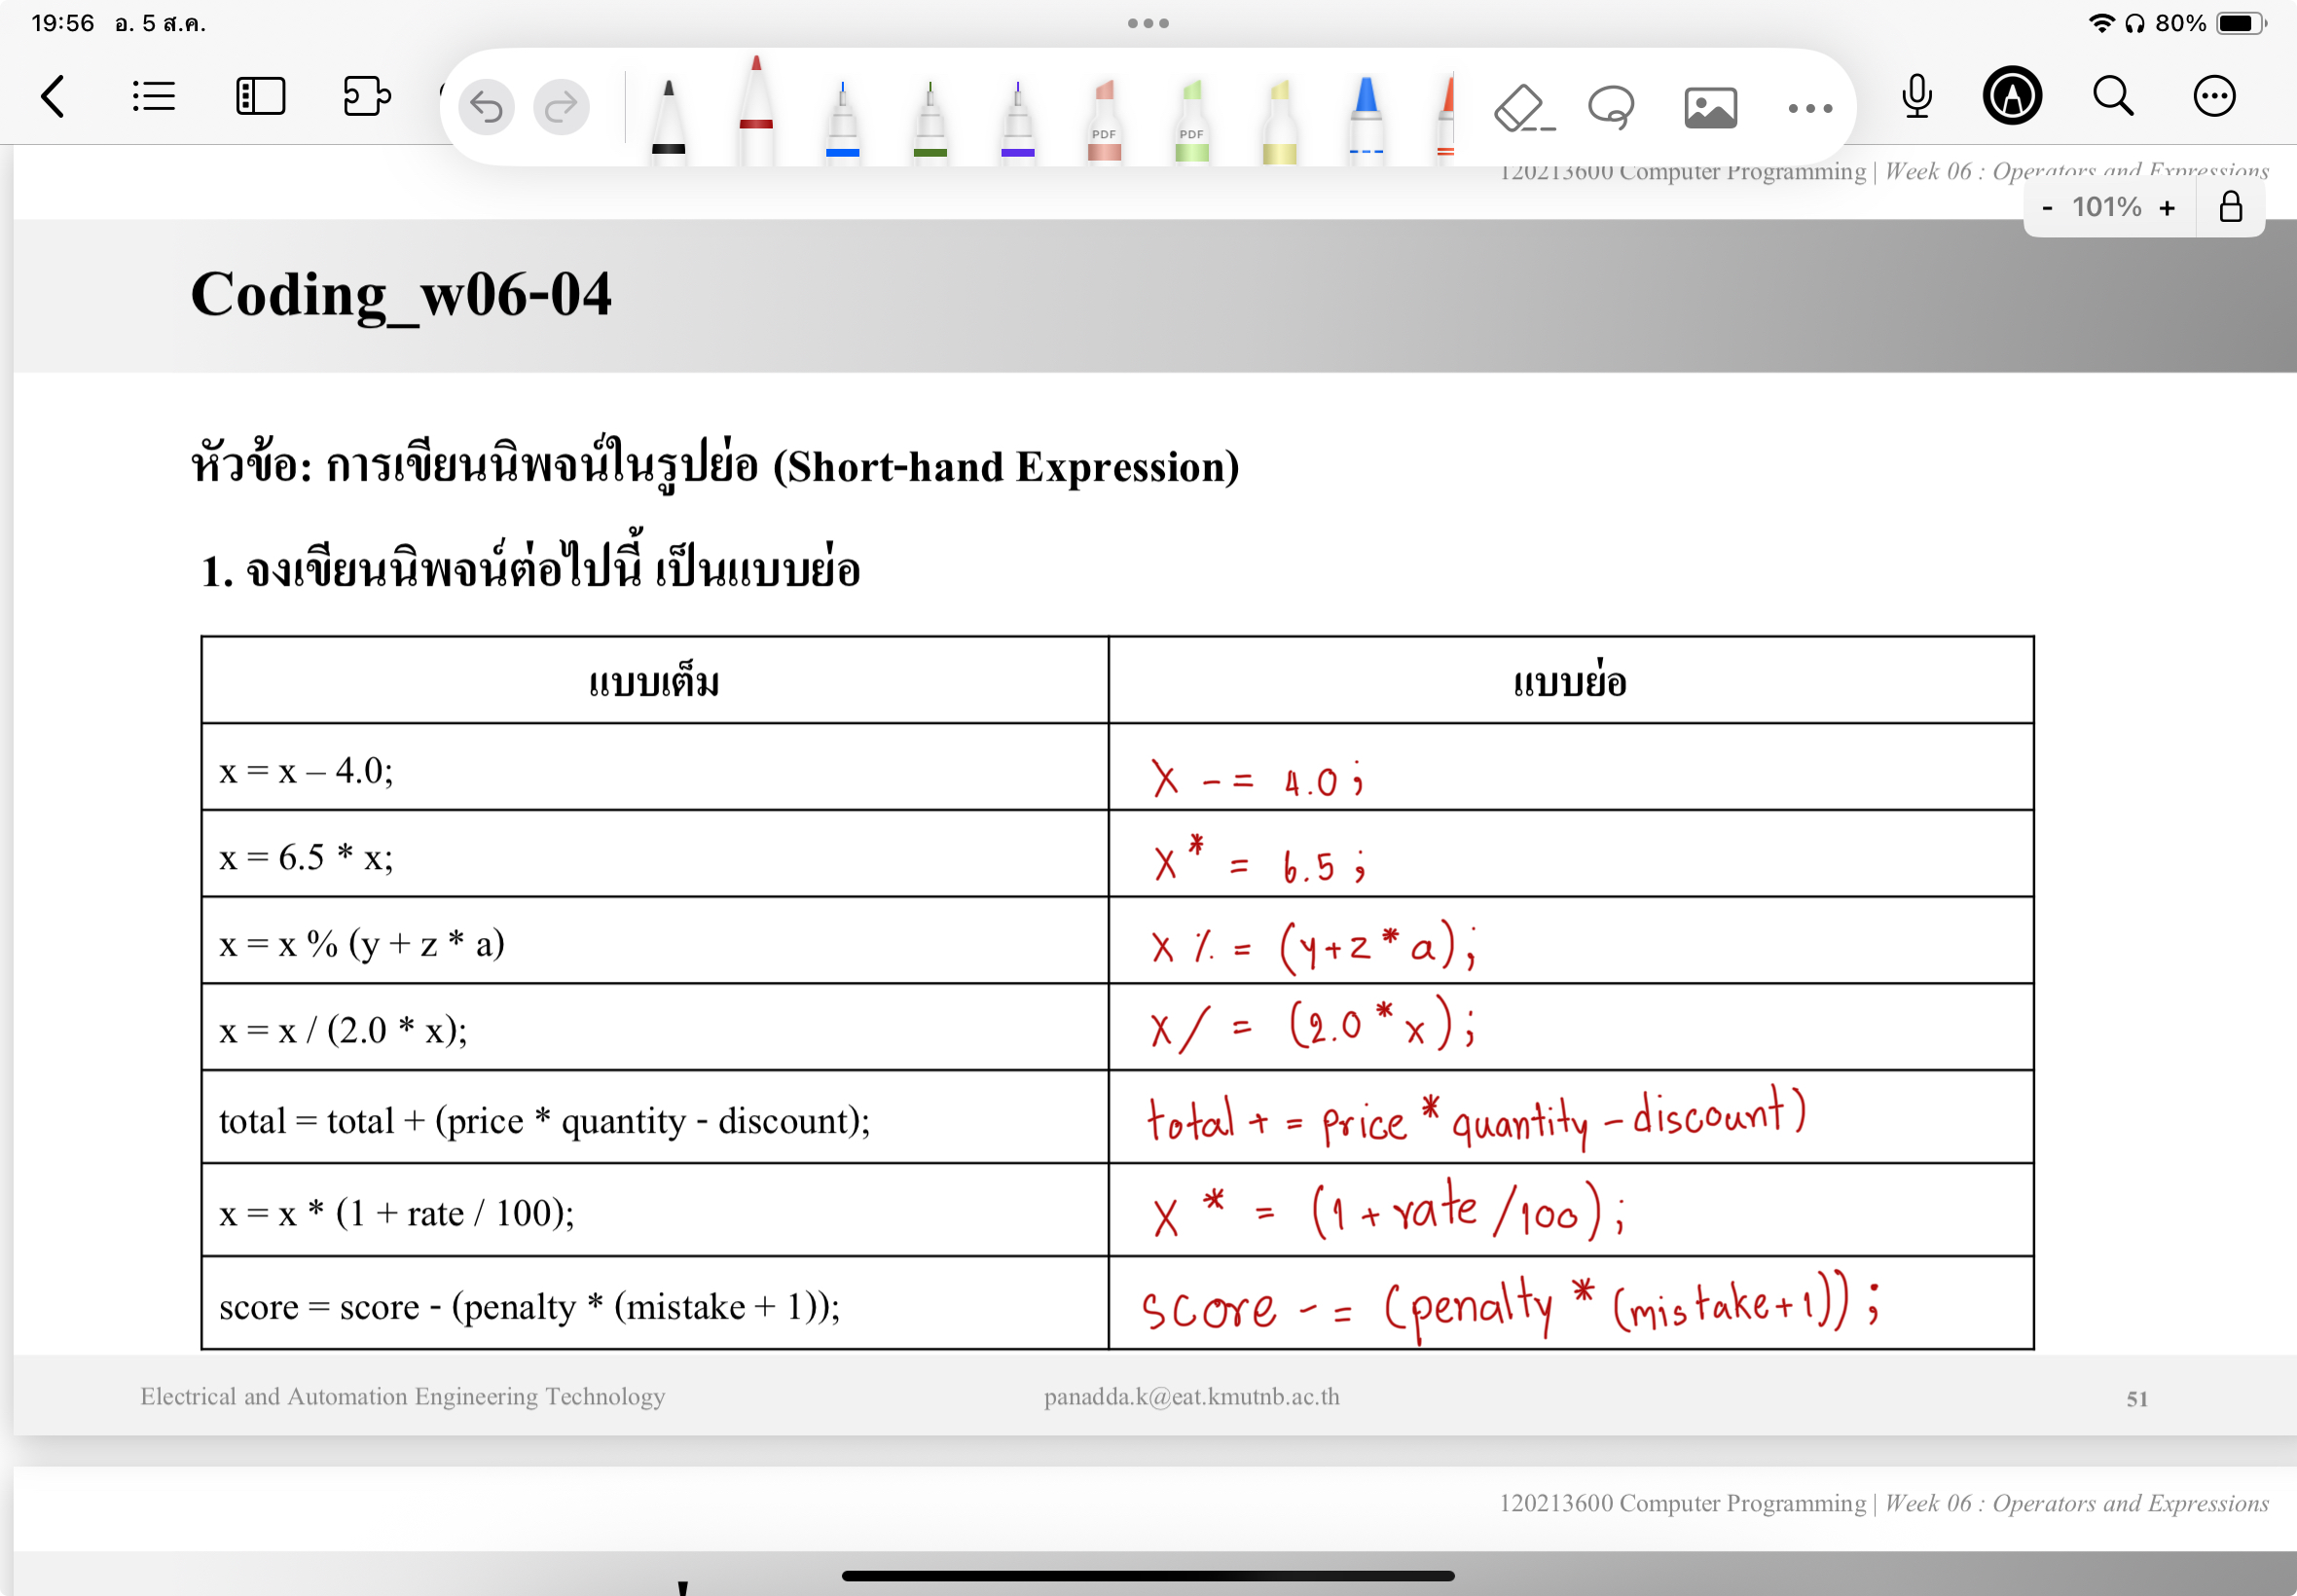 19:56 อ. 5 ส.ค. 80%
PDF PDF
120213600 Computer Programming | Week 06 : Operators and Expressions
- 101% +
Coding_w06-04
หัวข้อ: การเขียนนิพจน์ในรูปย่อ (Short-hand Expression)
1. จงเขียนนิพจน์ต่อไปนี้ เป็นแบบย่อ
แบบเต็ม แบบย่อ
x = x – 4.0; x -= 4.0;
x = 6.5 * x; x* = 6.5;
x = x % (y + z * a) x %= (y+z*a);
x = x / (2.0 * x); x/ = (2.0*x);
total = total + (price * quantity - discount); total += price * quantity - discount)
x = x * (1 + rate / 100); x * = (1 + rate /100);
score = score - (penalty * (mistake + 1)); score -= (penalty * (mistake+1));
Electrical and Automation Engineering Technology panadda.k@eat.kmutnb.ac.th 51
120213600 Computer Programming | Week 06 : Operators and Expressions